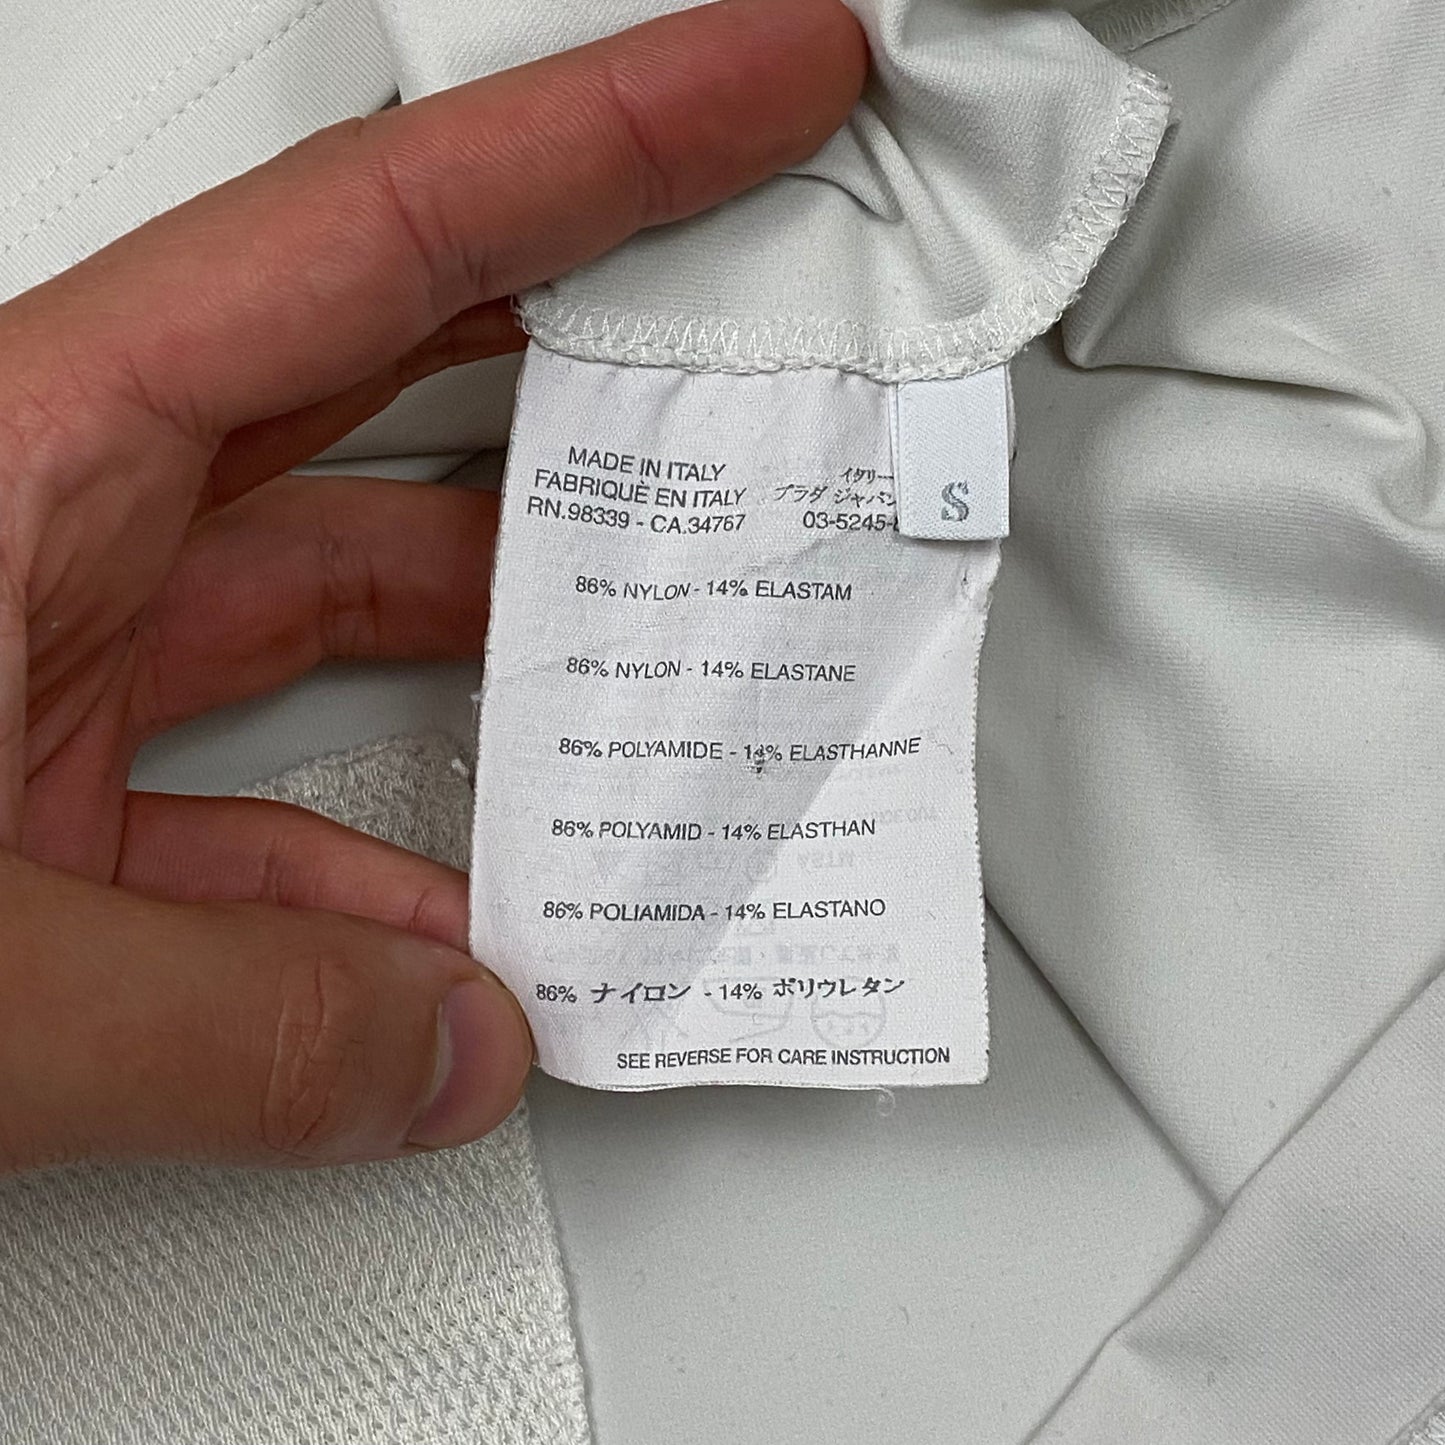 MADE IN ITALY
FABRIQUÈ EN ITALY
RN.98339 - CA.34767
イタリー
プラダ ジャパン
03-5245-
S
86% NYLON - 14% ELASTAM
86% NYLON - 14% ELASTANE
86% POLYAMIDE - 14% ELASTHANNE
86% POLYAMID - 14% ELASTHAN
86% POLIAMIDA - 14% ELASTANO
86% ナイロン - 14% ポリウレタン
SEE REVERSE FOR CARE INSTRUCTION